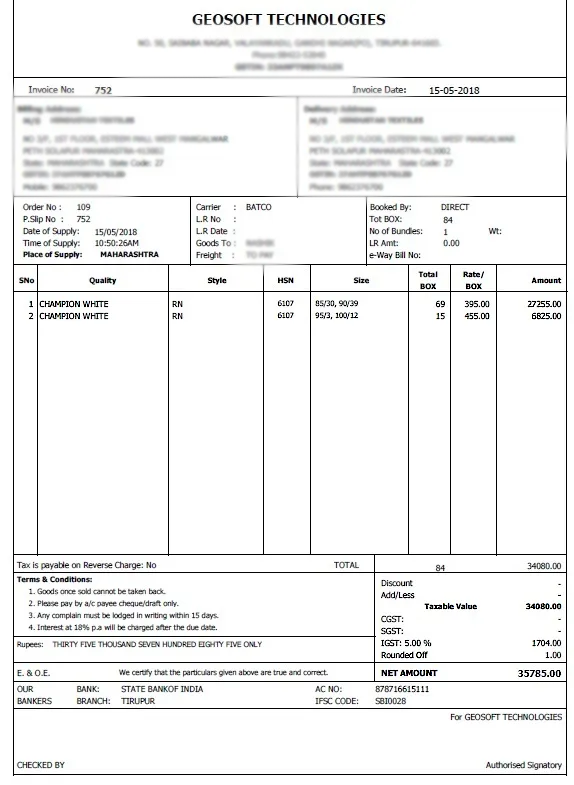 GEOSOFT TECHNOLOGIES
Invoice No: 752 Invoice Date: 15-05-2018
Order No : 109 Carrier : BATCO Booked By: DIRECT
P.Slip No : 752 L.R No : Tot BOX: 84
Date of Supply: 15/05/2018 L.R Date : No of Bundles: 1 Wt:
Time of Supply: 10:50:26AM Goods To : LR Amt: 0.00
Place of Supply: MAHARASHTRA Freight : e-Way Bill No:
SNo Quality Style HSN Size Total BOX Rate/ BOX Amount
1 CHAMPION WHITE RN 6107 85/30, 90/39 69 395.00 27255.00
2 CHAMPION WHITE RN 6107 95/3, 100/12 15 455.00 6825.00
Tax is payable on Reverse Charge: No TOTAL 84 34080.00
Terms & Conditions:
1. Goods once sold cannot be taken back.
2. Please pay by a/c payee cheque/draft only.
3. Any complaim must be lodged in writing within 15 days.
4. Interest at 18% p.a will be charged after the due date.
Discount -
Add/Less -
Taxable Value 34080.00
CGST: -
SGST: -
IGST: 5.00 % 1704.00
Rounded Off 1.00
Rupees: THIRTY FIVE THOUSAND SEVEN HUNDRED EIGHTY FIVE ONLY
E. & O.E. We certify that the particulars given above are true and correct. NET AMOUNT 35785.00
OUR BANK: STATE BANKOF INDIA AC NO: 878716615111
BANKERS BRANCH: TIRUPUR IFSC CODE: SBI0028
For GEOSOFT TECHNOLOGIES
CHECKED BY Authorised Signatory